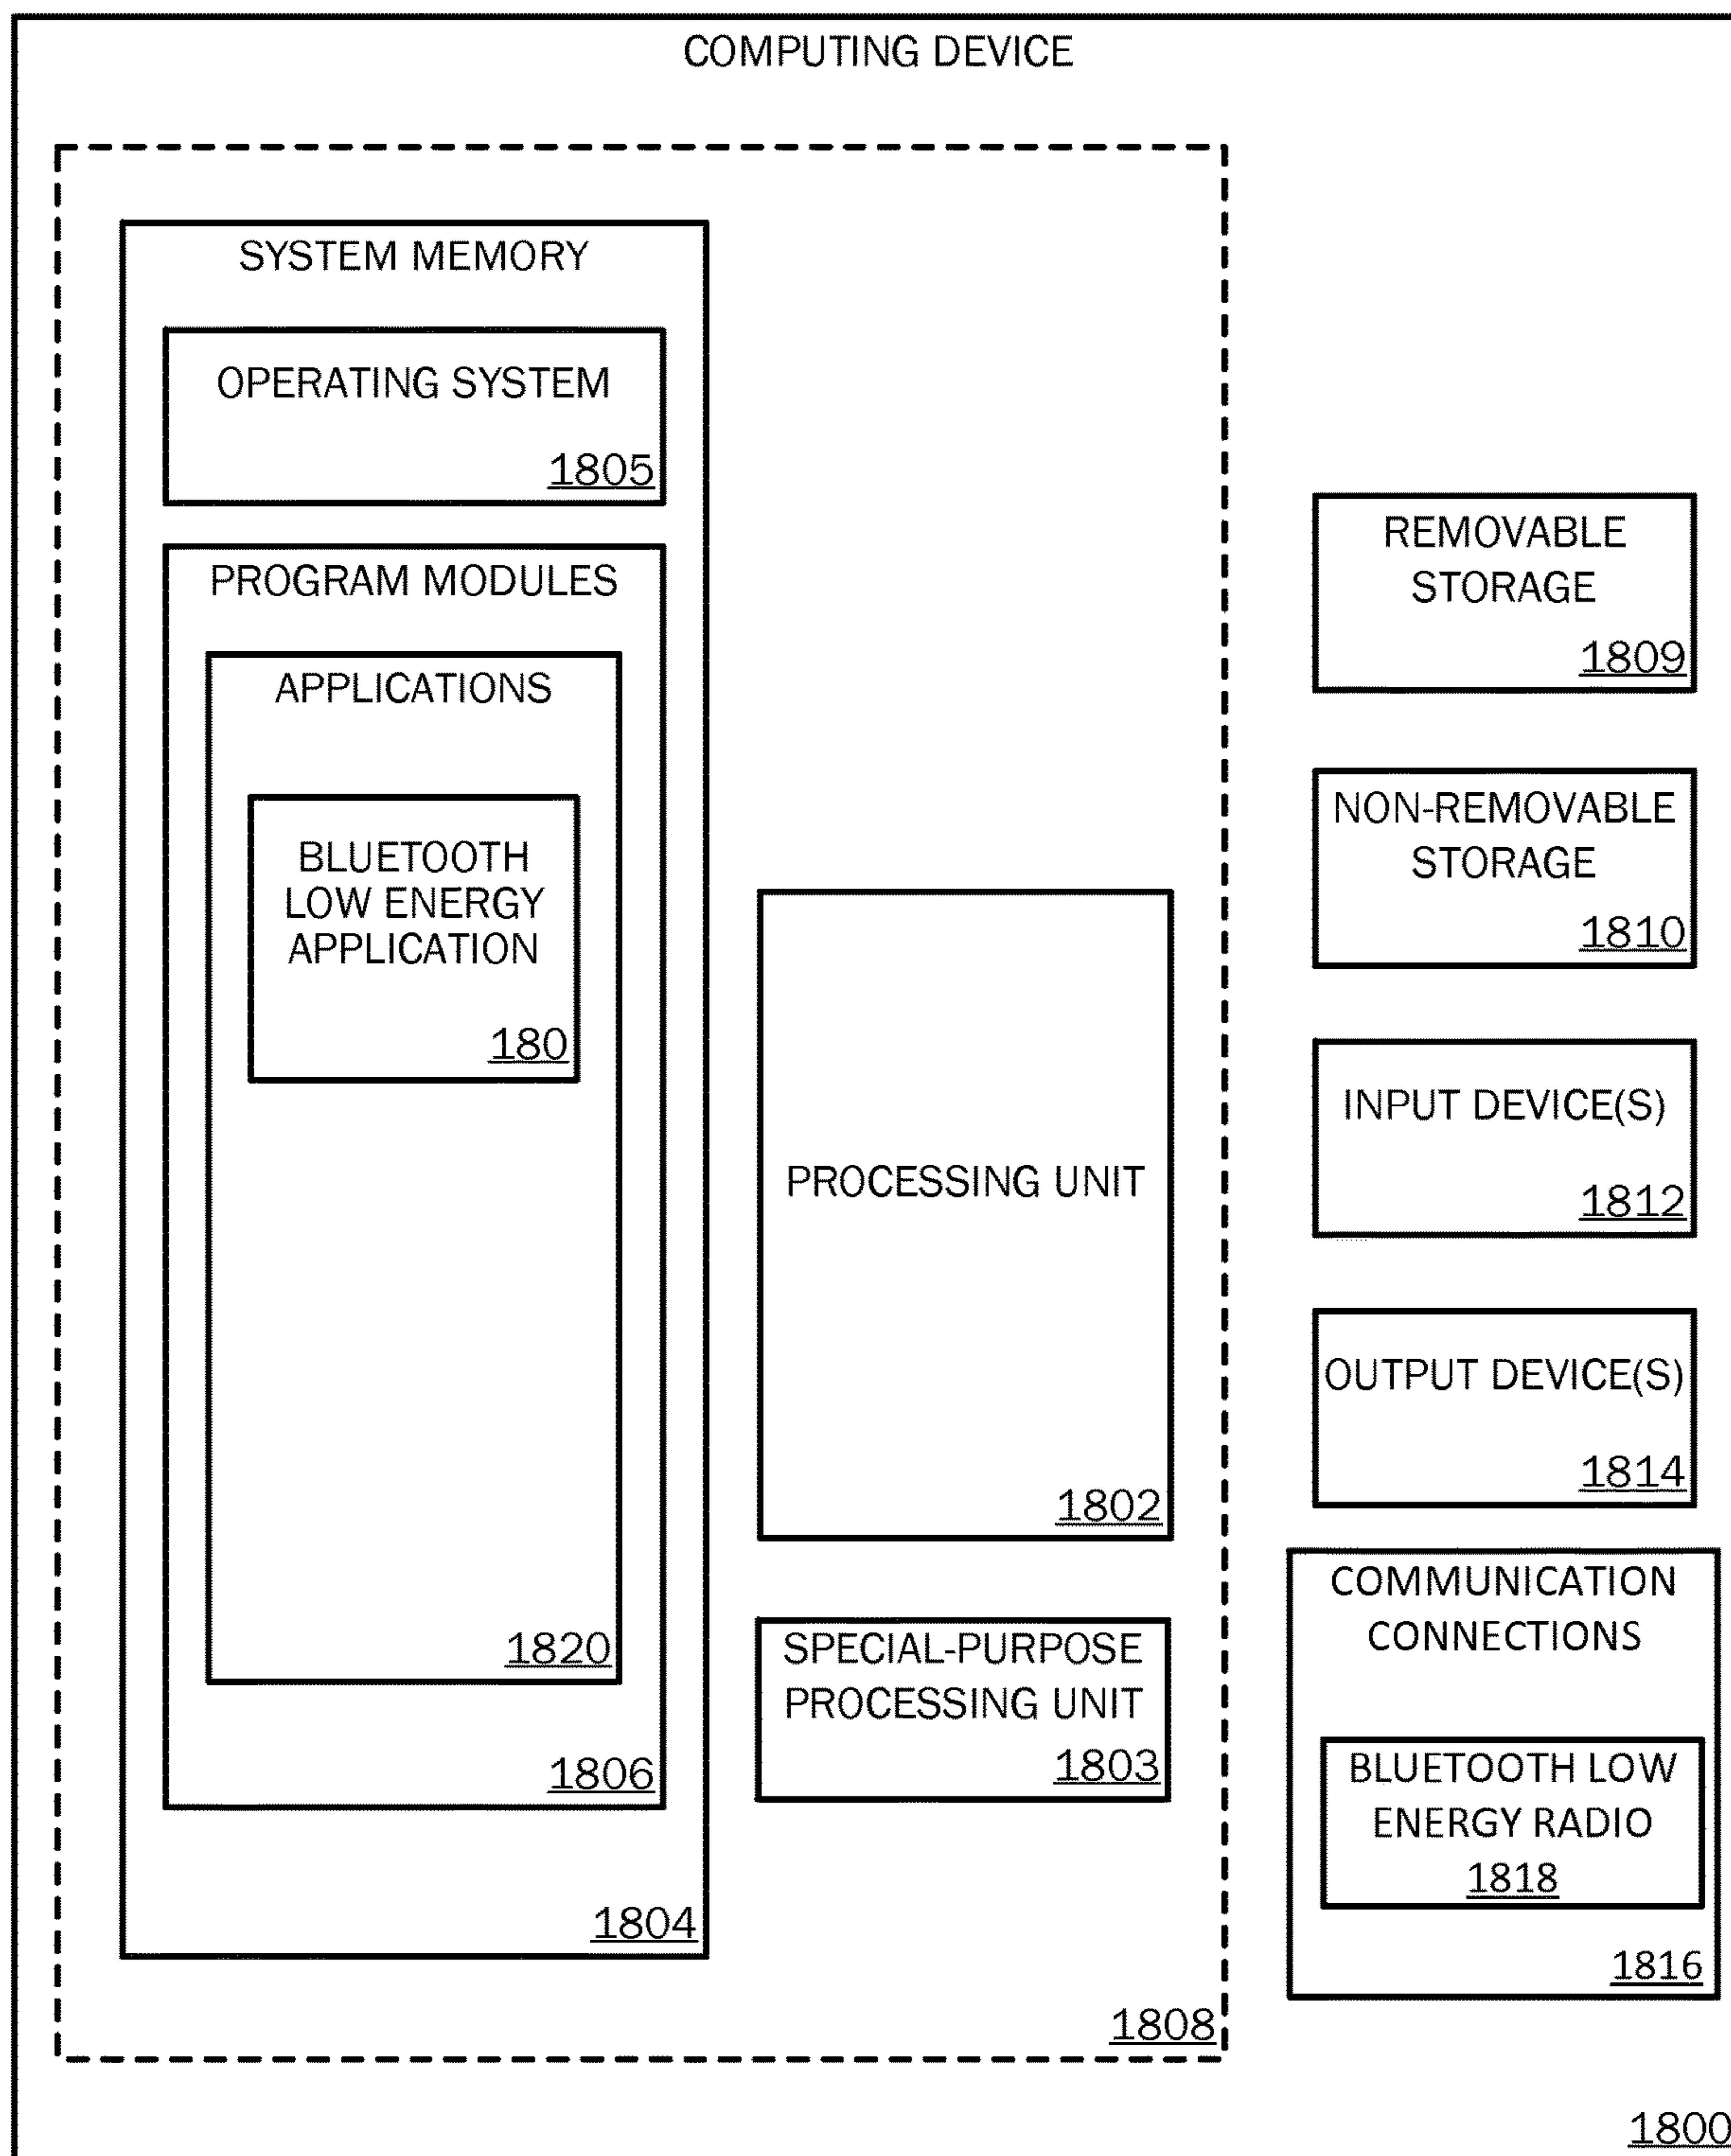 COMPUTING DEVICE
SYSTEM MEMORY
OPERATING SYSTEM
1805
PROGRAM MODULES
APPLICATIONS
BLUETOOTH
LOW ENERGY
APPLICATION
180
1820
1806
1804
PROCESSING UNIT
1802
SPECIAL-PURPOSE
PROCESSING UNIT
1803
1808
REMOVABLE
STORAGE
1809
NON-REMOVABLE
STORAGE
1810
INPUT DEVICE(S)
1812
OUTPUT DEVICE(S)
1814
COMMUNICATION
CONNECTIONS
BLUETOOTH LOW
ENERGY RADIO
1818
1816
1800